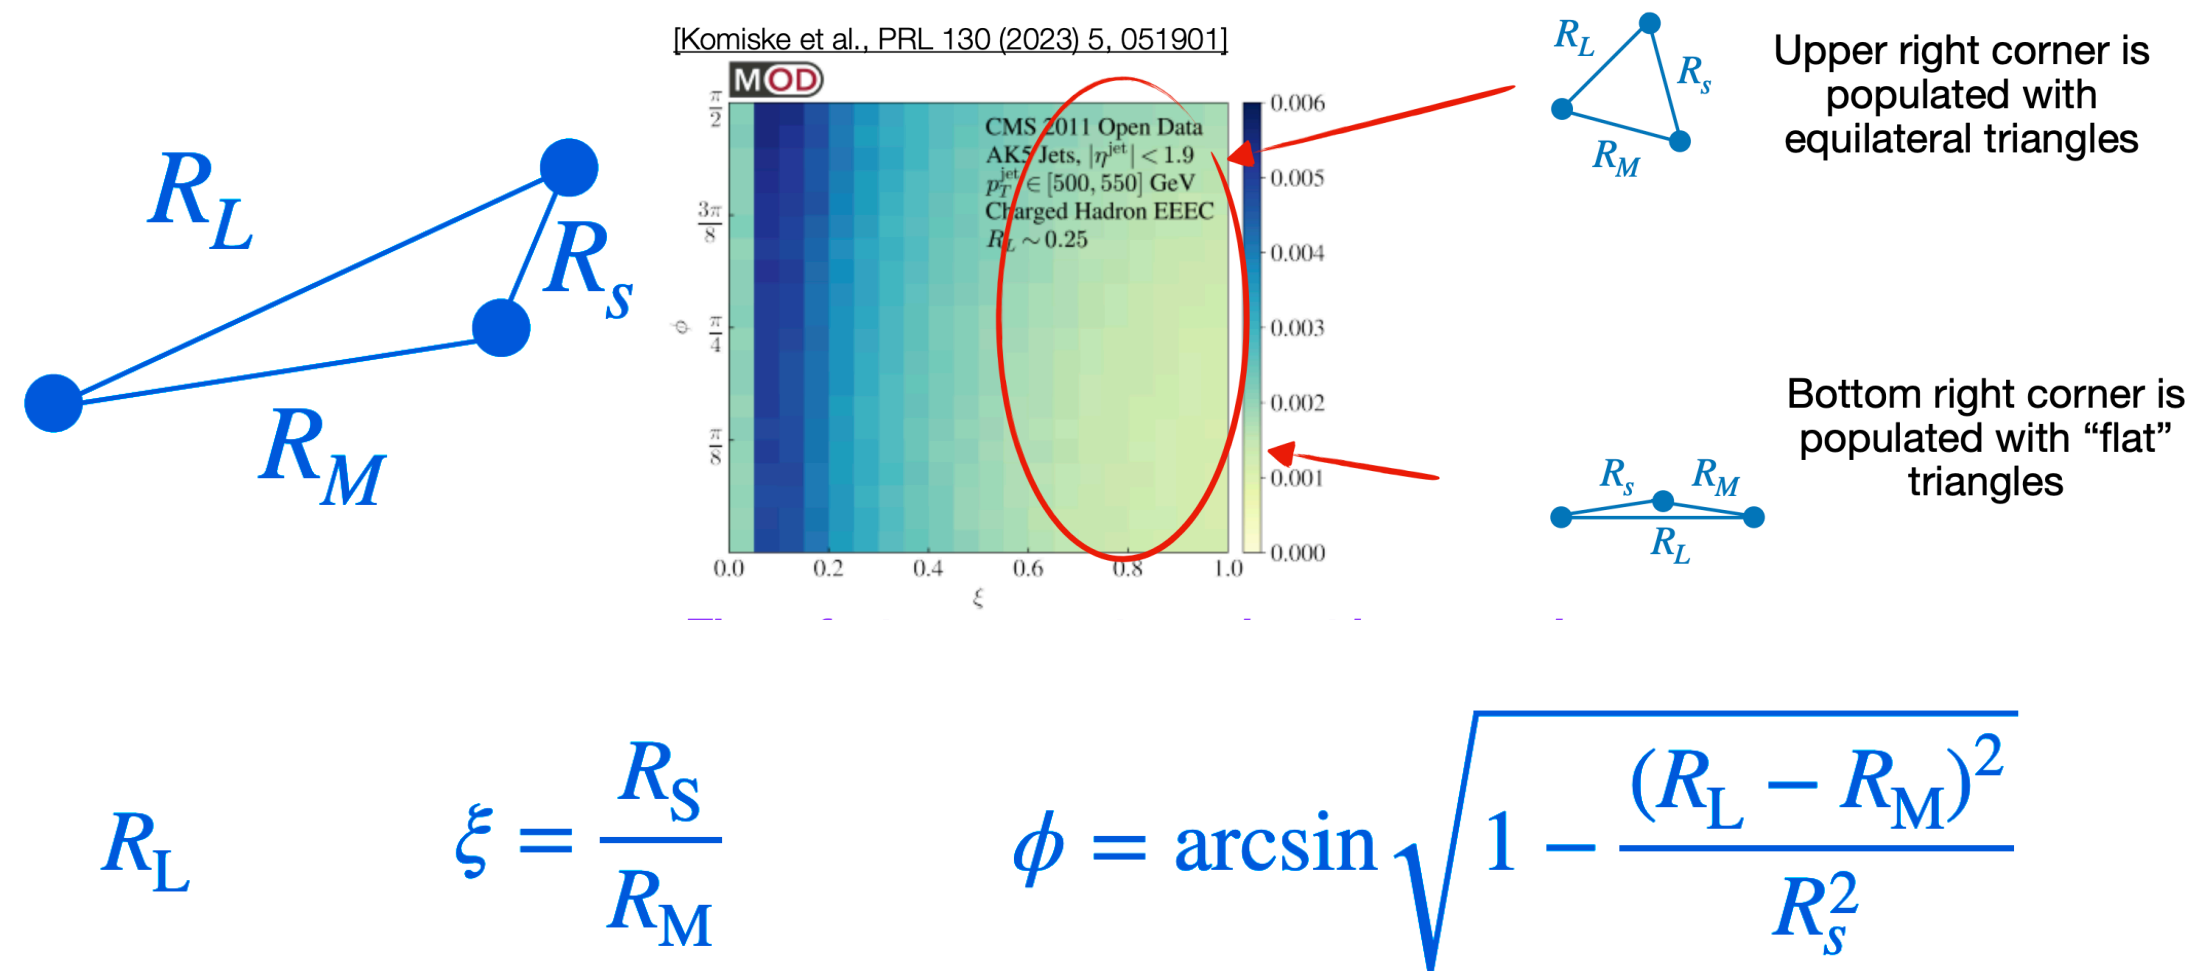 [Komiske et al., PRL 130 (2023) 5, 051901]
MOD
R_L
R_s
R_M
π/2
3π/8
π/4
π/8
ϕ
CMS 2011 Open Data
AK5 Jets, |η^jet| < 1.9
p_T^jet ∈ [500, 550] GeV
Charged Hadron EEEC
R_L ~ 0.25
0.0 0.2 0.4 0.6 0.8 1.0
ξ
0.006
0.005
0.004
0.003
0.002
0.001
0.000
R_L
R_s
R_M
Upper right corner is
populated with
equilateral triangles
Bottom right corner is
populated with “flat”
triangles
R_s R_M
R_L
R_L
ξ = R_S / R_M
ϕ = arcsin √(1 − (R_L − R_M)² / R_s²)